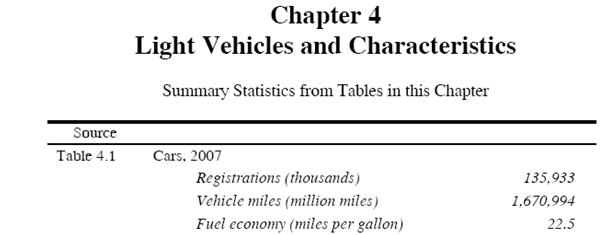 Chapter 4
Light Vehicles and Characteristics
Summary Statistics from Tables in this Chapter
Source
Table 4.1 Cars, 2007
Registrations (thousands) 135,933
Vehicle miles (million miles) 1,670,994
Fuel economy (miles per gallon) 22.5